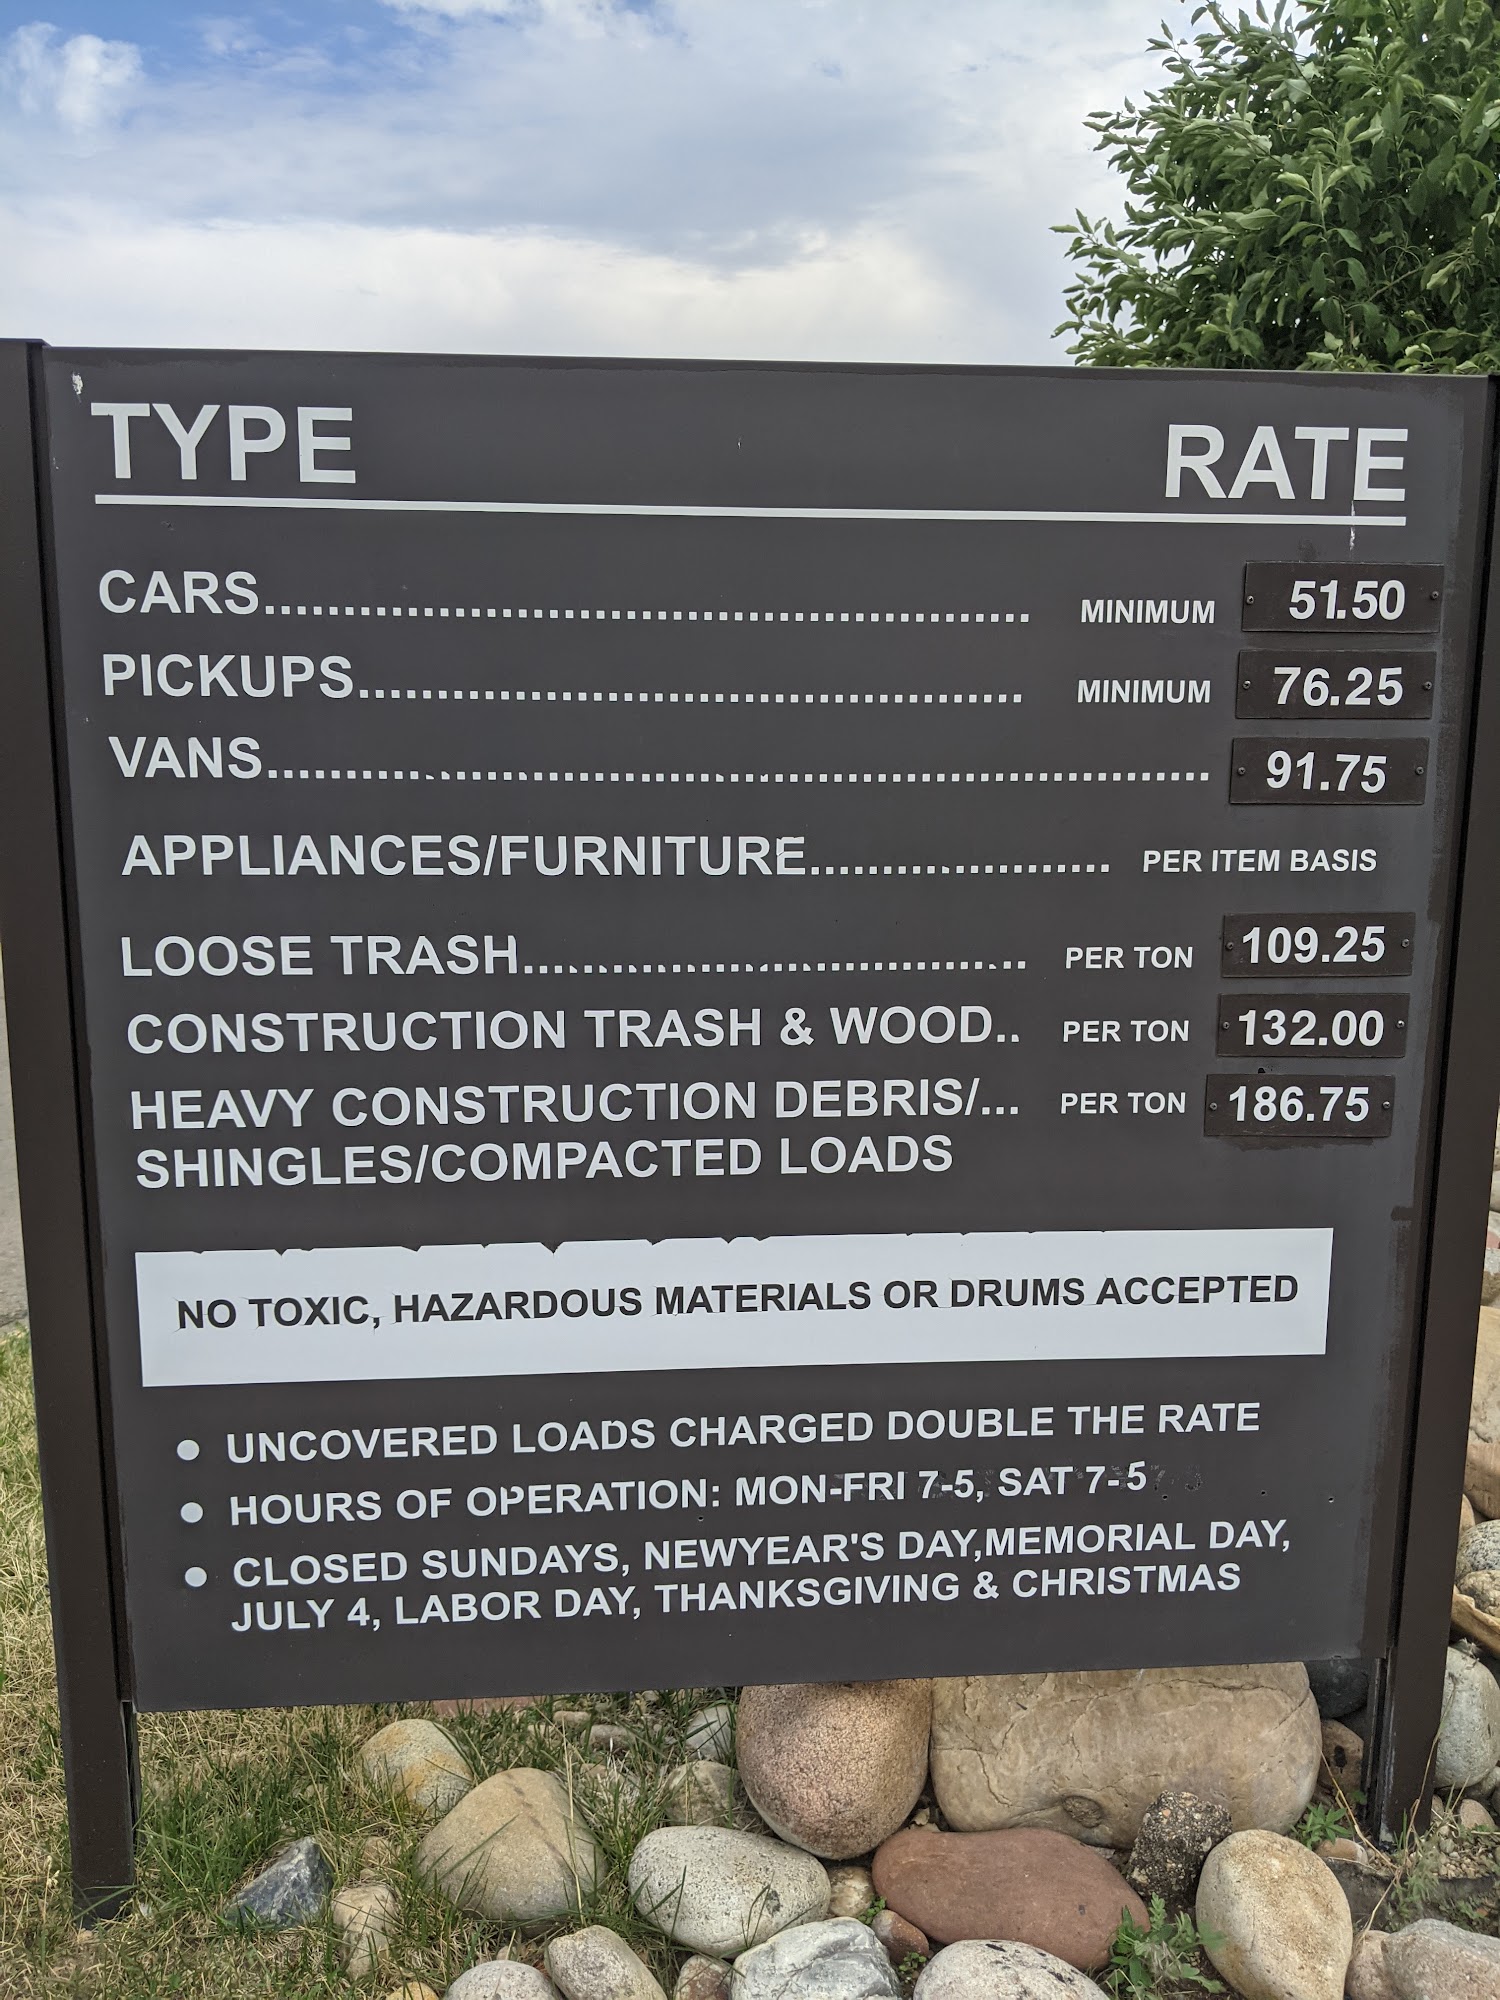 TYPE RATE
CARS................................................................ MINIMUM 51.50
PICKUPS........................................................ MINIMUM 76.25
VANS............................................................................... 91.75
APPLIANCES/FURNITURE......................... PER ITEM BASIS
LOOSE TRASH.......................................... PER TON 109.25
CONSTRUCTION TRASH & WOOD.. PER TON 132.00
HEAVY CONSTRUCTION DEBRIS/... PER TON 186.75
SHINGLES/COMPACTED LOADS
NO TOXIC, HAZARDOUS MATERIALS OR DRUMS ACCEPTED
• UNCOVERED LOADS CHARGED DOUBLE THE RATE
• HOURS OF OPERATION: MON-FRI 7-5, SAT 7-5
• CLOSED SUNDAYS, NEWYEAR'S DAY,MEMORIAL DAY,
JULY 4, LABOR DAY, THANKSGIVING & CHRISTMAS